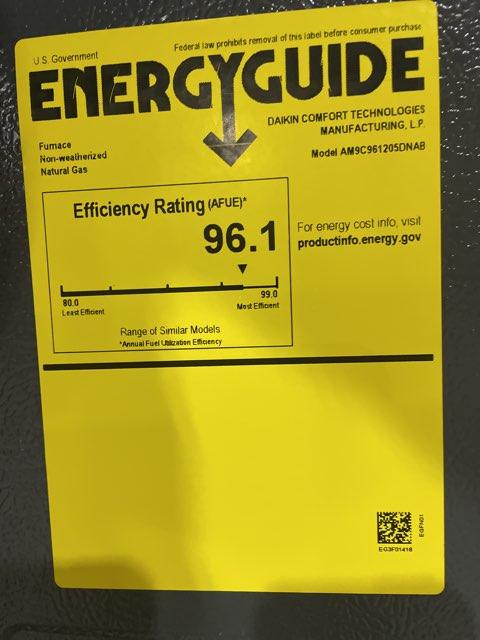 U.S. Government
Federal law prohibits removal of this label before consumer purchase
ENERGYGUIDE
Furnace
Non-weatherized
Natural Gas
DAIKIN COMFORT TECHNOLOGIES
MANUFACTURING, L.P.
Model AM9C961205DNAB
Efficiency Rating (AFUE)*
96.1
80.0
Least Efficient
99.0
Most Efficient
Range of Similar Models
*Annual Fuel Utilization Efficiency
For energy cost info, visit
productinfo.energy.gov
EG3F01418